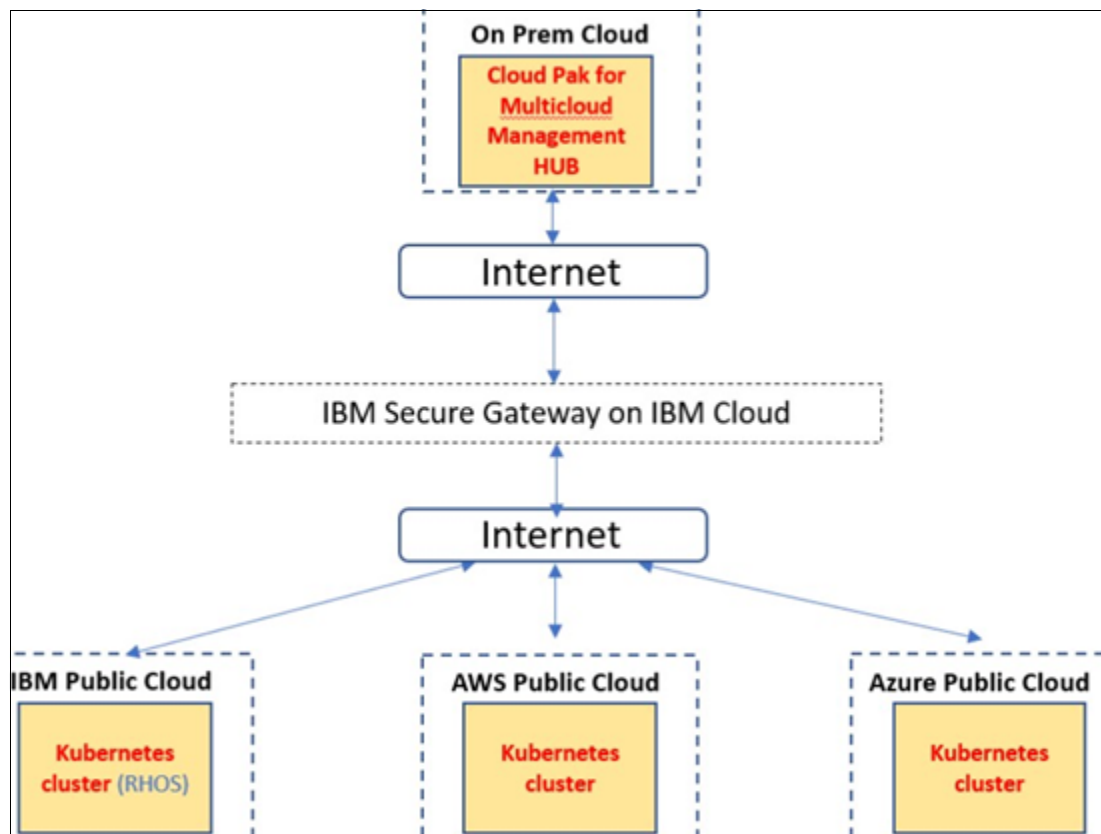 On Prem Cloud
Cloud Pak for
Multicloud
Management
HUB
Internet
IBM Secure Gateway on IBM Cloud
Internet
IBM Public Cloud
Kubernetes
cluster (RHOS)
AWS Public Cloud
Kubernetes
cluster
Azure Public Cloud
Kubernetes
cluster